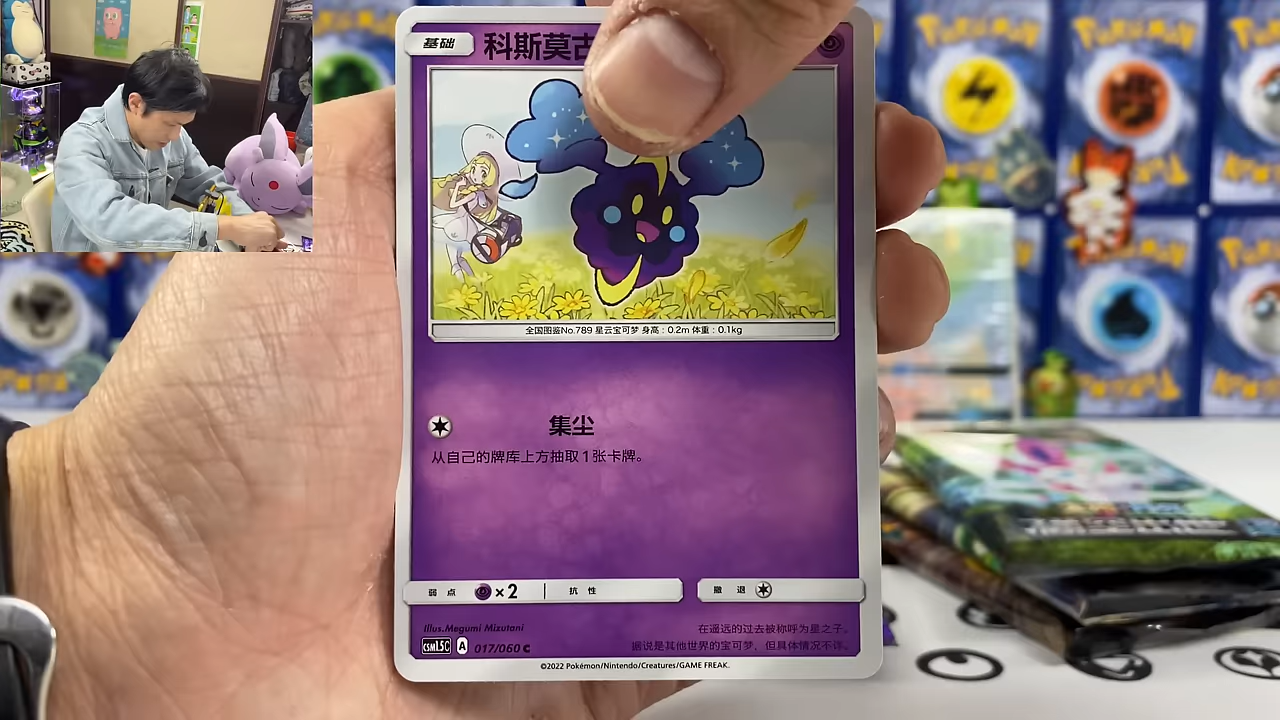 基础
科斯莫古
全国图鉴No.789 星云宝可梦 身高：0.2m 体重：0.1kg
集尘
从自己的牌库上方抽取1张卡牌。
弱点 ×2 抗性 撤退
Illus.Megumi Mizutani
在遥远的过去被称呼为星之子。
据说是其他世界的宝可梦，但具体情况不详。
CSM1.5C A 017/060 C
©2022 Pokémon/Nintendo/Creatures/GAME FREAK.
Pokémon
Pokémon